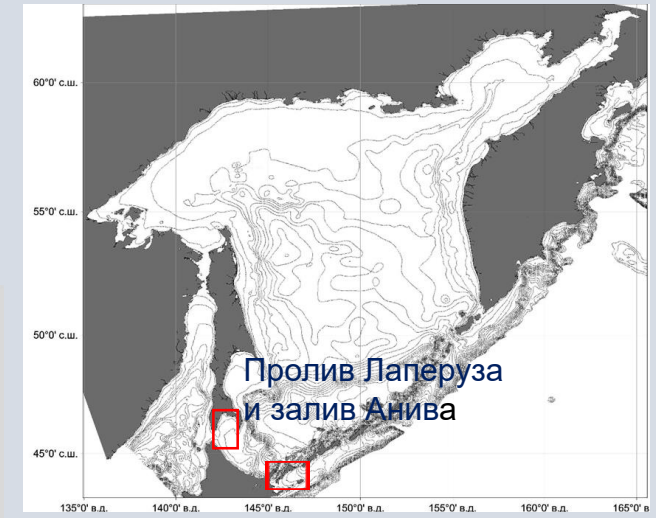 60°0' с.ш.
55°0' с.ш.
50°0' с.ш.
Пролив Лаперуза
и залив Анива
45°0' с.ш.
135°0' в.д. 140°0' в.д. 145°0' в.д. 150°0' в.д. 155°0' в.д. 160°0' в.д. 165°0' в